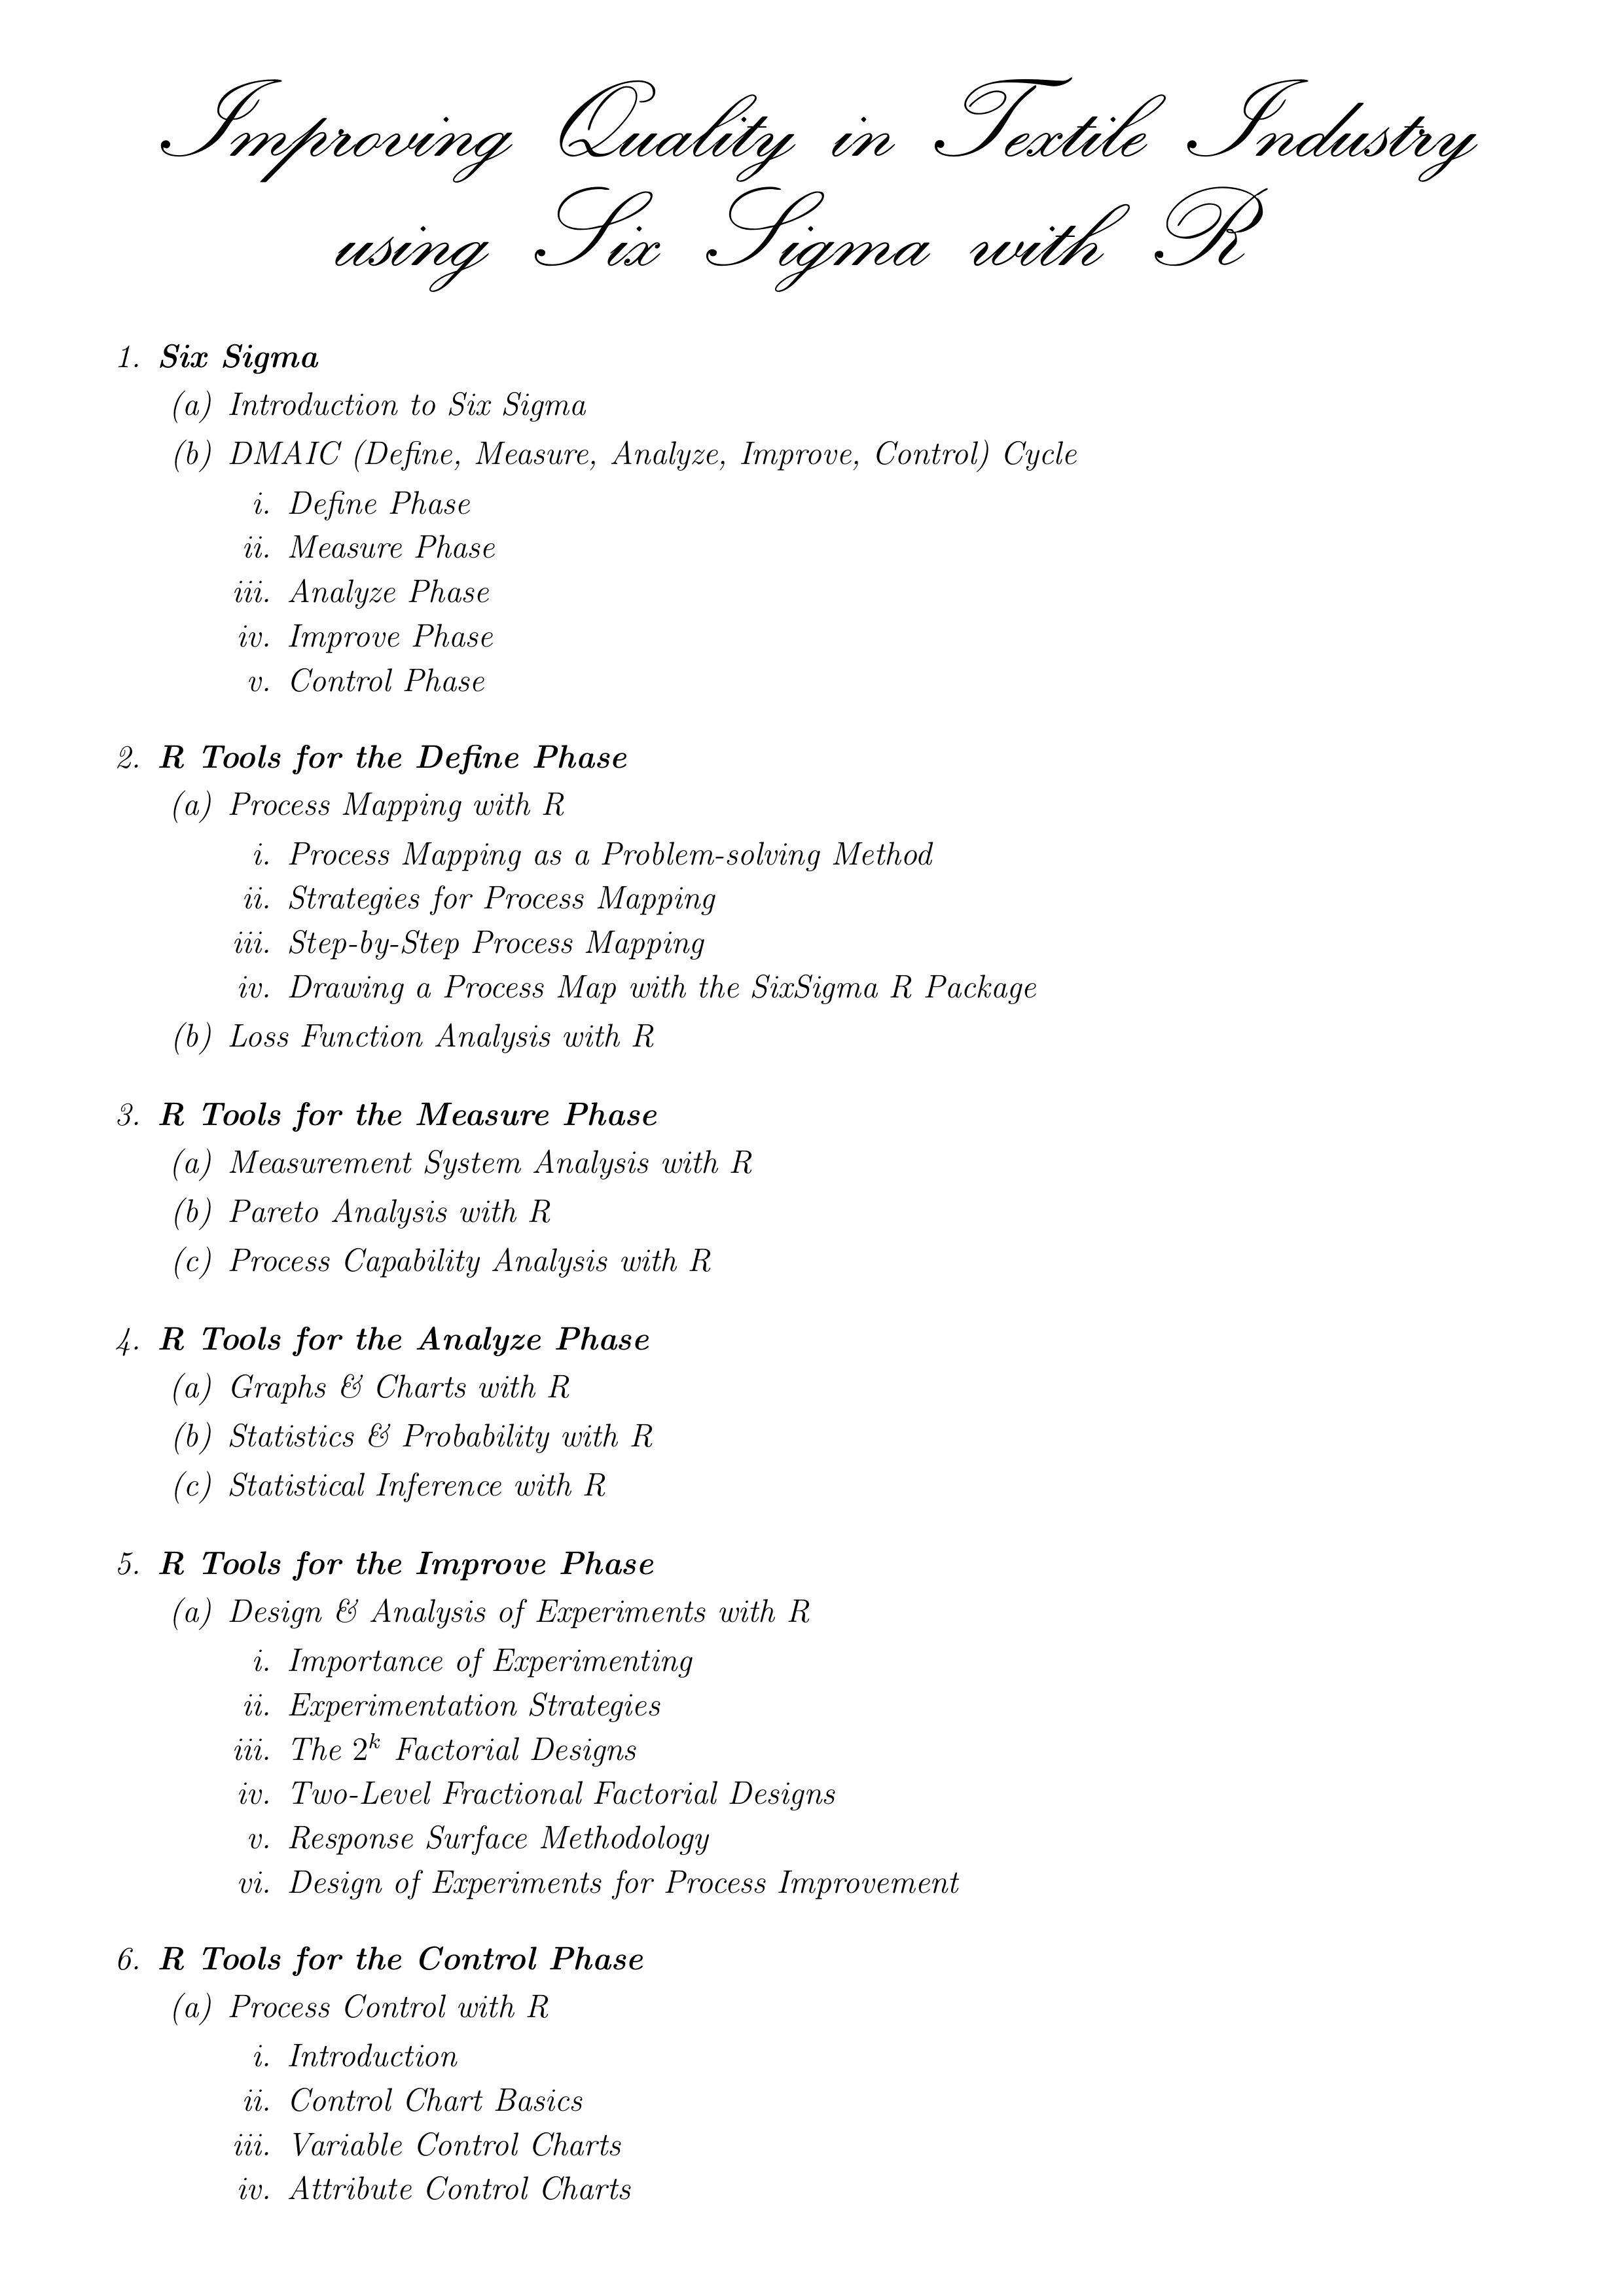 Improving Quality in Textile Industry
using Six Sigma with R
1. Six Sigma
(a) Introduction to Six Sigma
(b) DMAIC (Define, Measure, Analyze, Improve, Control) Cycle
i. Define Phase
ii. Measure Phase
iii. Analyze Phase
iv. Improve Phase
v. Control Phase
2. R Tools for the Define Phase
(a) Process Mapping with R
i. Process Mapping as a Problem-solving Method
ii. Strategies for Process Mapping
iii. Step-by-Step Process Mapping
iv. Drawing a Process Map with the SixSigma R Package
(b) Loss Function Analysis with R
3. R Tools for the Measure Phase
(a) Measurement System Analysis with R
(b) Pareto Analysis with R
(c) Process Capability Analysis with R
4. R Tools for the Analyze Phase
(a) Graphs & Charts with R
(b) Statistics & Probability with R
(c) Statistical Inference with R
5. R Tools for the Improve Phase
(a) Design & Analysis of Experiments with R
i. Importance of Experimenting
ii. Experimentation Strategies
iii. The 2^k Factorial Designs
iv. Two-Level Fractional Factorial Designs
v. Response Surface Methodology
vi. Design of Experiments for Process Improvement
6. R Tools for the Control Phase
(a) Process Control with R
i. Introduction
ii. Control Chart Basics
iii. Variable Control Charts
iv. Attribute Control Charts